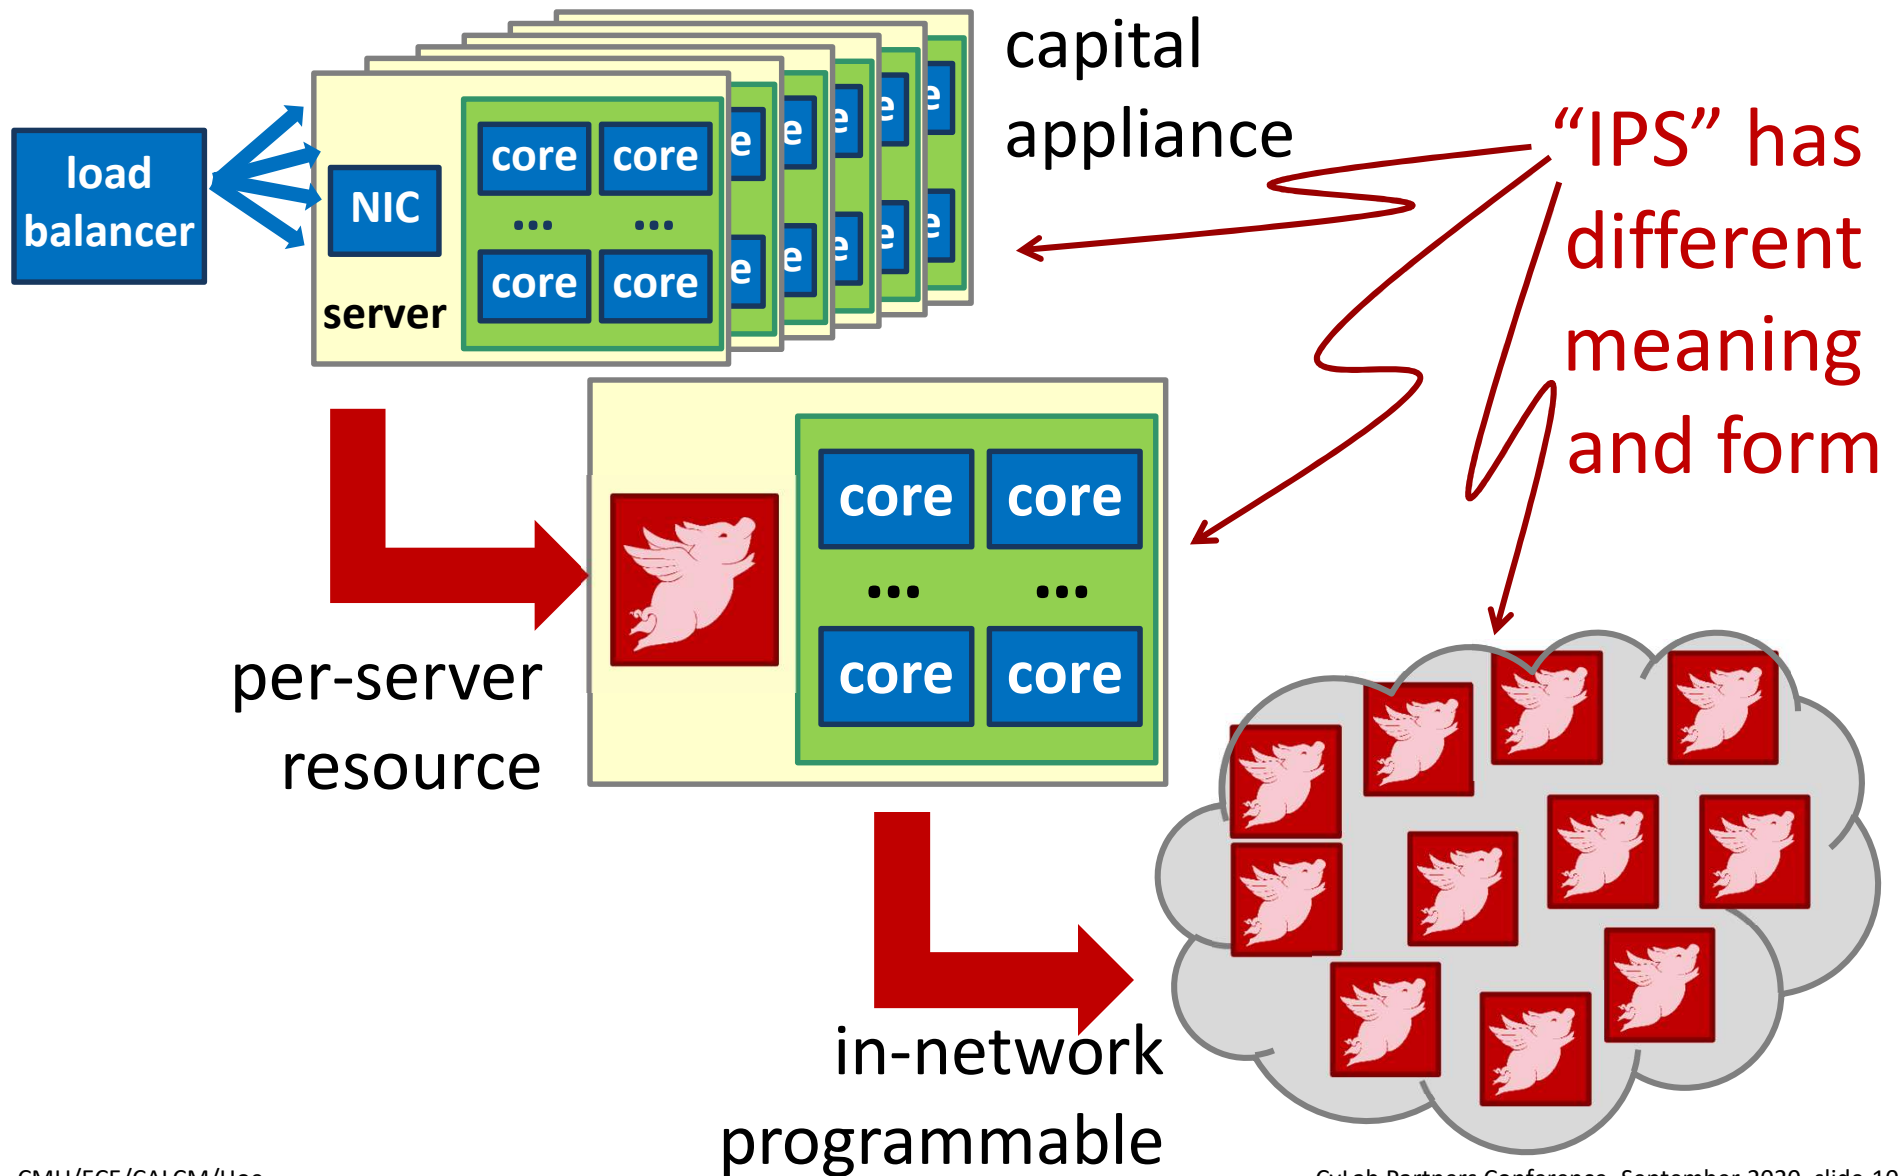 capital
appliance
“IPS” has
different
meaning
and form
load
balancer
NIC
server
core core e e e e e
... ...
core core e e e e e
per-server
resource
core core
... ...
core core
in-network
programmable